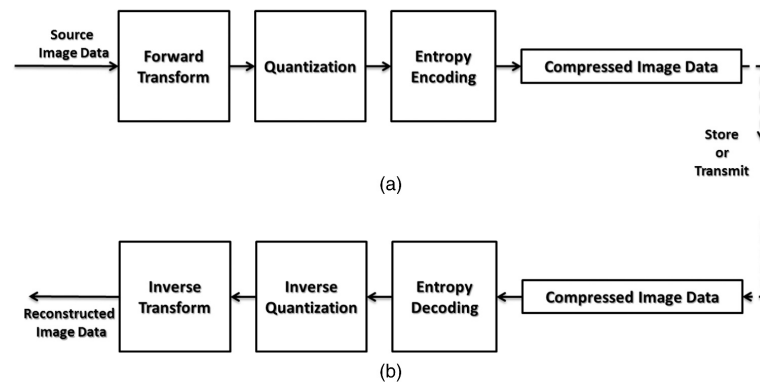 Source
Image Data
Forward
Transform
Quantization
Entropy
Encoding
Compressed Image Data
Store
or
Transmit
(a)
Reconstructed
Image Data
Inverse
Transform
Inverse
Quantization
Entropy
Decoding
Compressed Image Data
(b)